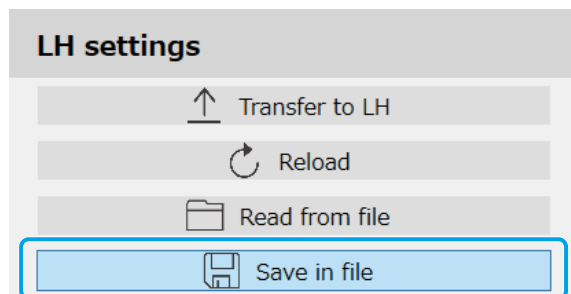 LH settings
Transfer to LH
Reload
Read from file
Save in file